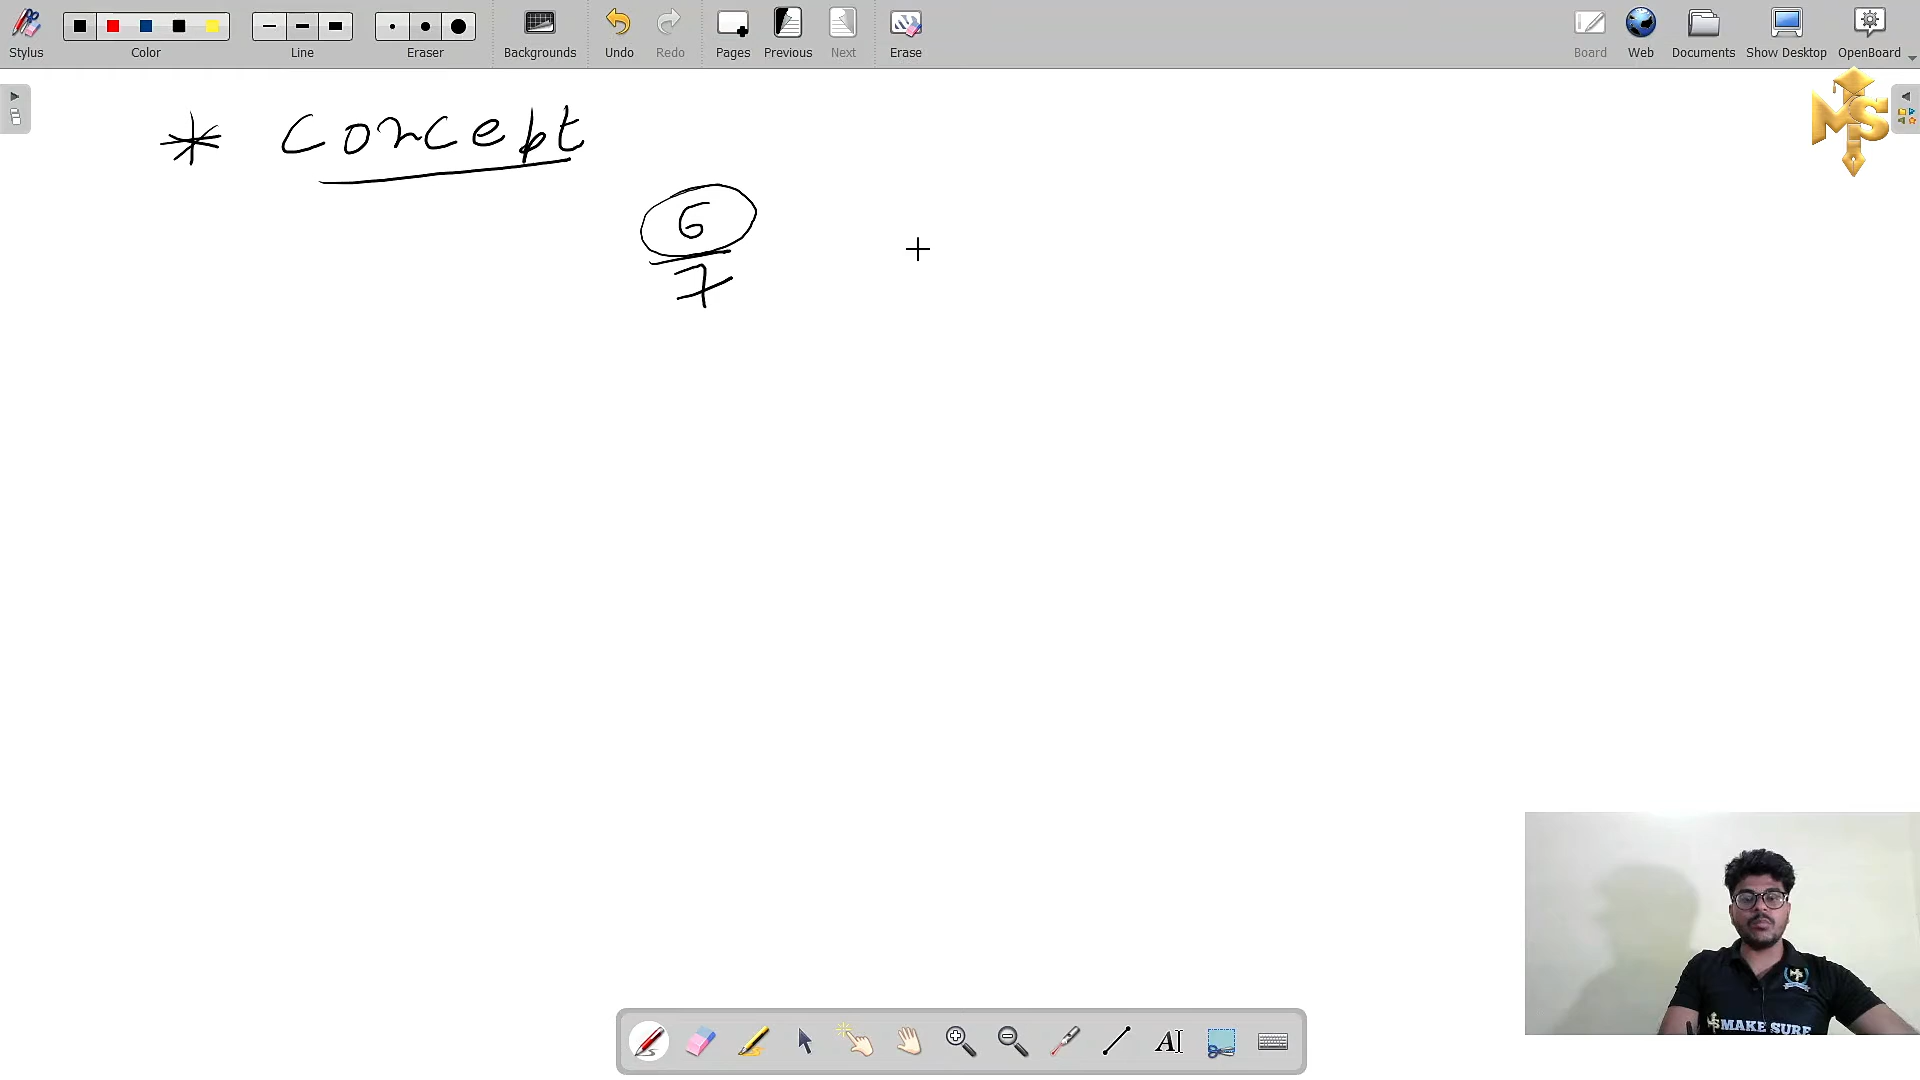 Stylus Color Line Eraser Backgrounds Undo Redo Pages Previous Next Erase Board Web Documents Show Desktop OpenBoard
* concept
MS
6
7
MAKE SURE